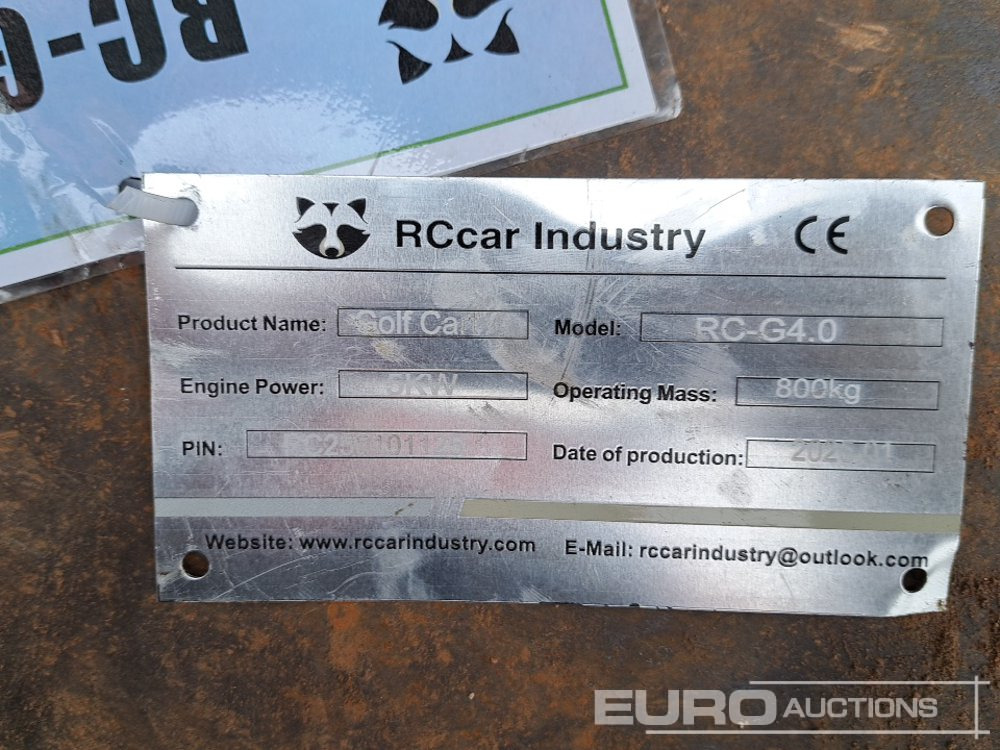 RC-G
RCcar Industry CE
Product Name: Golf Cart Model: RC-G4.0
Engine Power: 5KW Operating Mass: 800kg
PIN: Date of production:
Website: www.rccarindustry.com E-Mail: rccarindustry@outlook.com
EURO AUCTIONS